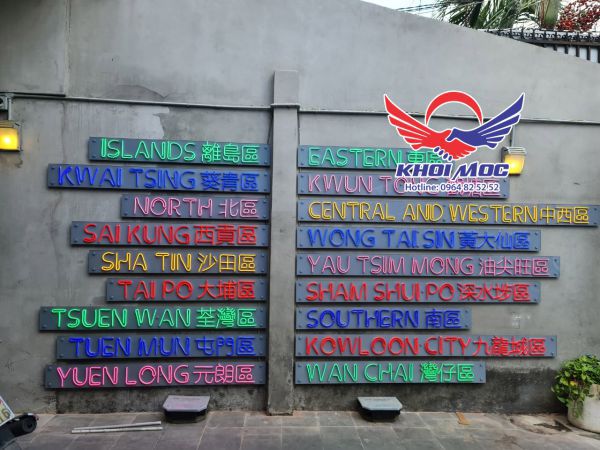 ISLANDS 離島區
KWAI TSING 葵青區
NORTH 北區
SAI KUNG 西貢區
SHA TIN 沙田區
TAI PO 大埔區
TSUEN WAN 荃灣區
TUEN MUN 屯門區
YUEN LONG 元朗區
EASTERN
KWUN
CENTRAL AND WESTERN 中西區
WONG TAI SIN 黃大仙區
YAU TSIM MONG 油尖旺區
SHAM SHUI PO 深水埗區
SOUTHERN 南區
KOWLOON CITY 九龍城區
WAN CHAI 灣仔區
KHÔI MỘC
Hotline: 0964 82 52 52